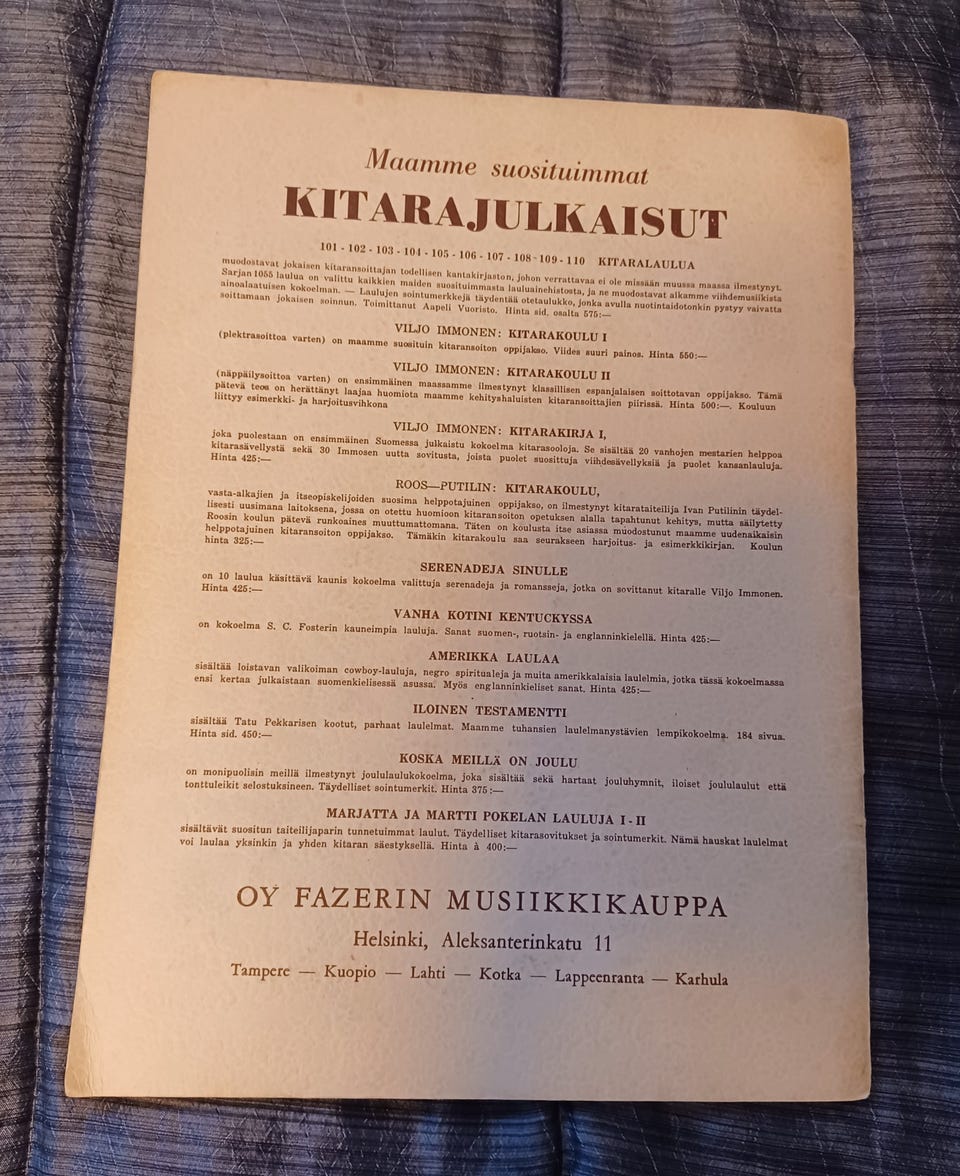 Maamme suosituimmat
KITARAJULKAISUT
101 - 102 - 103 - 104 - 105 - 106 - 107 - 108 - 109 - 110 KITARALAULUA
muodostavat jokaisen kitaransoittajan todellisen kantakirjaston, johon verrattavaa ei ole missään muussa maassa ilmestynyt.
Sarjan 1055 laulua on valittu kaikkien maiden suosituimmasta lauluainehistosta, ja ne muodostavat aikamme viihdemusiikista
ainoalaatuisen kokoelman. — Laulujen sointumerkkejä täydentää otetaulukko, jonka avulla nuotintaidotonkin pystyy vaivatta
soittamaan jokaisen soinnun. Toimittanut Aapeli Vuoristo. Hinta sid. osalta 575:—
VILJO IMMONEN: KITARAKOULU I
(plektrasoittoa varten) on maamme suosituin kitaransoiton oppijakso. Viides suuri painos. Hinta 550:—
VILJO IMMONEN: KITARAKOULU II
(näppäilysoittoa varten) on ensimmäinen maassamme ilmestynyt klassillisen espanjalaisen soittotavan oppijakso. Tämä
pätevä teos on herättänyt laajaa huomiota maamme kehityshaluisten kitaransoittajien piirissä. Hinta 500:—. Kouluun
liittyy esimerkki- ja harjoitusvihkona
VILJO IMMONEN: KITARAKIRJA I,
joka puolestaan on ensimmäinen Suomessa julkaistu kokoelma kitarasooloja. Se sisältää 20 vanhojen mestarien helppoa
kitarasävellystä sekä 30 Immosen uutta sovitusta, joista puolet suosittuja viihdesävellyksiä ja puolet kansanlauluja.
Hinta 425:—
ROOS—PUTILIN: KITARAKOULU,
vasta-alkajien ja itseopiskelijoiden suosima helppotajuinen oppijakso, on ilmestynyt kitarataiteilija Ivan Putilinin täydel-
lisesti uusimana laitoksena, jossa on otettu huomioon kitaransoiton opetuksen alalla tapahtunut kehitys, mutta säilytetty
Roosin koulun pätevä runkoaines muuttumattomana. Täten on koulusta itse asiassa muodostunut maamme uudenaikaisin
helppotajuinen kitaransoiton oppijakso. Tämäkin kitarakoulu saa seurakseen harjoitus- ja esimerkkikirjan. Koulun
hinta 325:—
SERENADEJA SINULLE
on 10 laulua käsittävä kaunis kokoelma valittuja serenadeja ja romansseja, jotka on sovittanut kitaralle Viljo Immonen.
Hinta 425:—
VANHA KOTINI KENTUCKYSSA
on kokoelma S. C. Fosterin kauneimpia lauluja. Sanat suomen-, ruotsin- ja englanninkielellä. Hinta 425:—
AMERIKKA LAULAA
sisältää loistavan valikoiman cowboy-lauluja, negro spiritualeja ja muita amerikkalaisia laulelmia, jotka tässä kokoelmassa
ensi kertaa julkaistaan suomenkielisessä asussa. Myös englanninkieliset sanat. Hinta 425:—
ILOINEN TESTAMENTTI
sisältää Tatu Pekkarisen kootut, parhaat laulelmat. Maamme tuhansien laulelmanystävien lempikokoelma. 184 sivua.
Hinta sid. 450:—
KOSKA MEILLÄ ON JOULU
on monipuolisin meillä ilmestynyt joululaulukokoelma, joka sisältää sekä hartaat jouluhymnit, iloiset joululaulut että
tonttuleikit selostuksineen. Täydelliset sointumerkit. Hinta 375:—
MARJATTA JA MARTTI POKELAN LAULUJA I - II
sisältävät suositun taiteilijaparin tunnetuimmat laulut. Täydelliset kitarasovitukset ja sointumerkit. Nämä hauskat laulelmat
voi laulaa yksinkin ja yhden kitaran säestyksellä. Hinta à 400:—
OY FAZERIN MUSIIKKIKAUPPA
Helsinki, Aleksanterinkatu 11
Tampere — Kuopio — Lahti — Kotka — Lappeenranta — Karhula